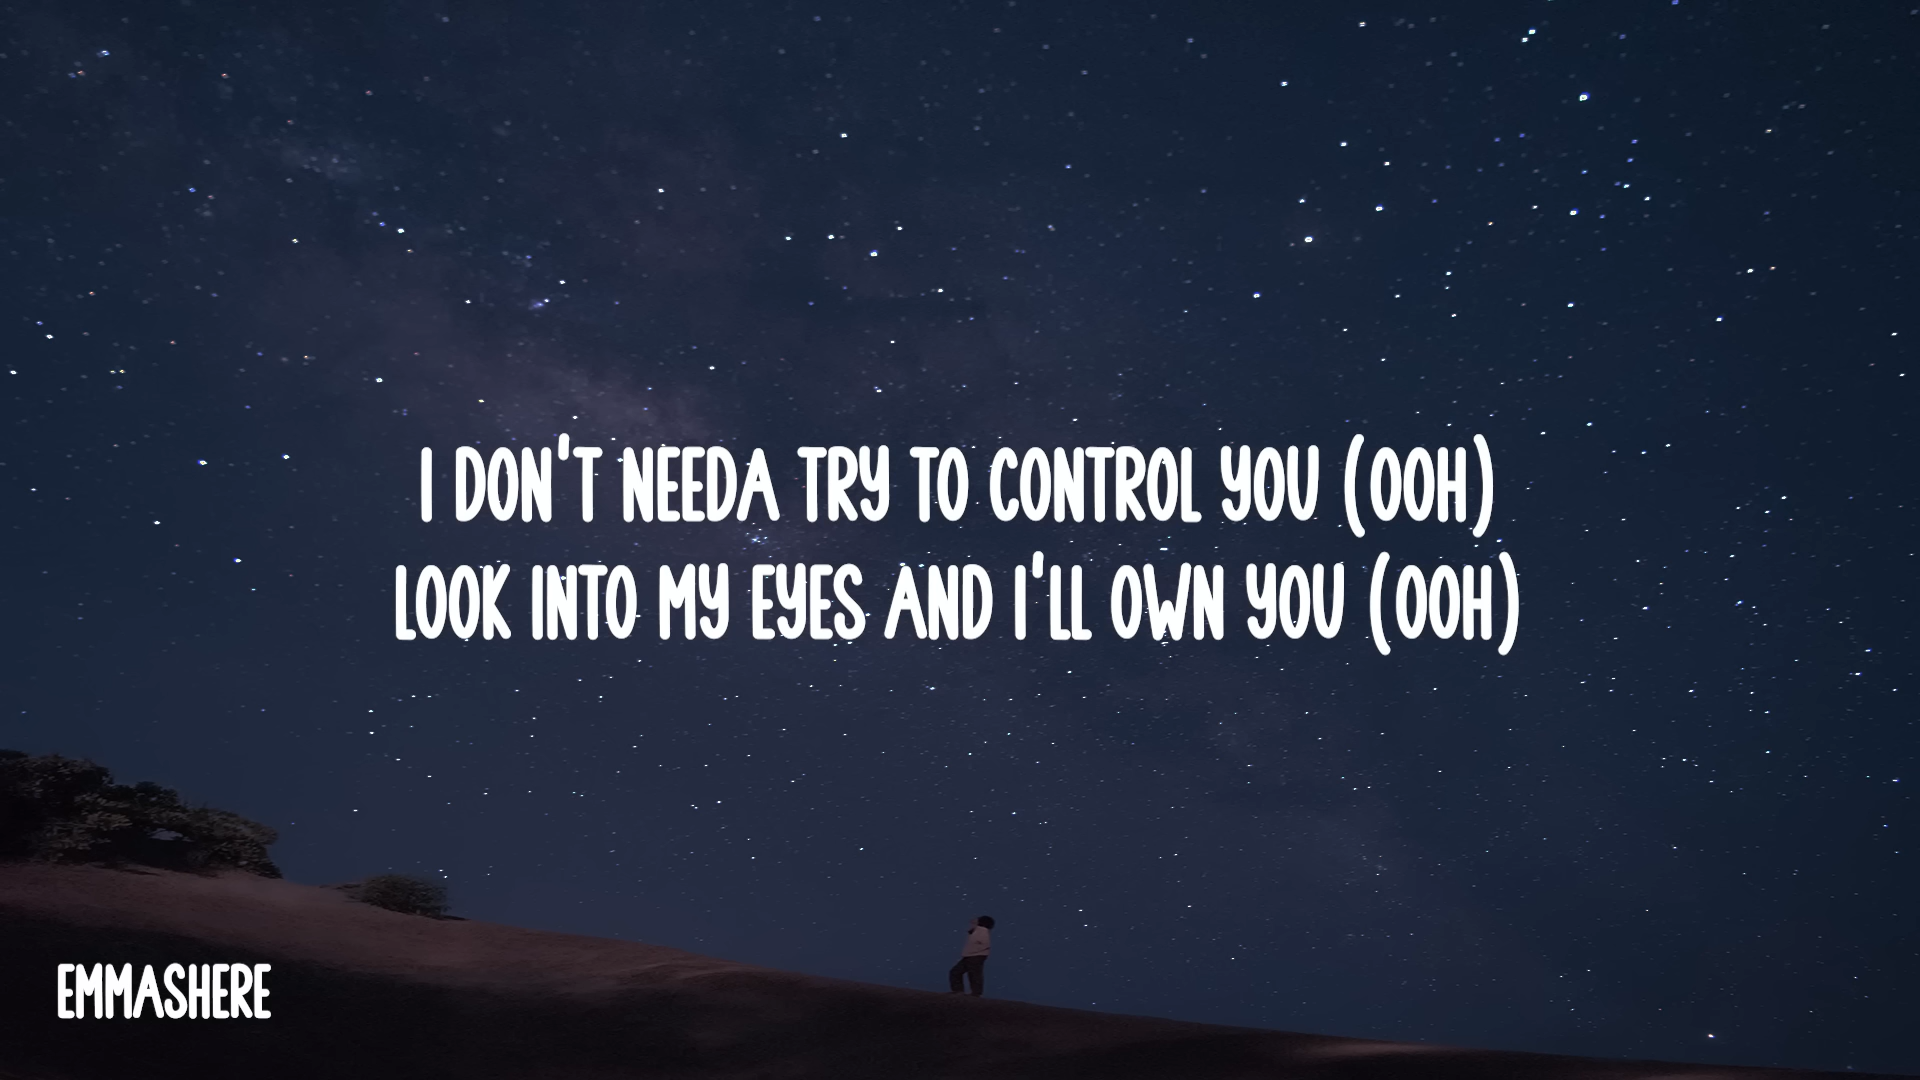 I DON'T NEEDA TRY TO CONTROL YOU (OOH)
LOOK INTO MY EYES AND I'LL OWN YOU (OOH)
EMMASHERE